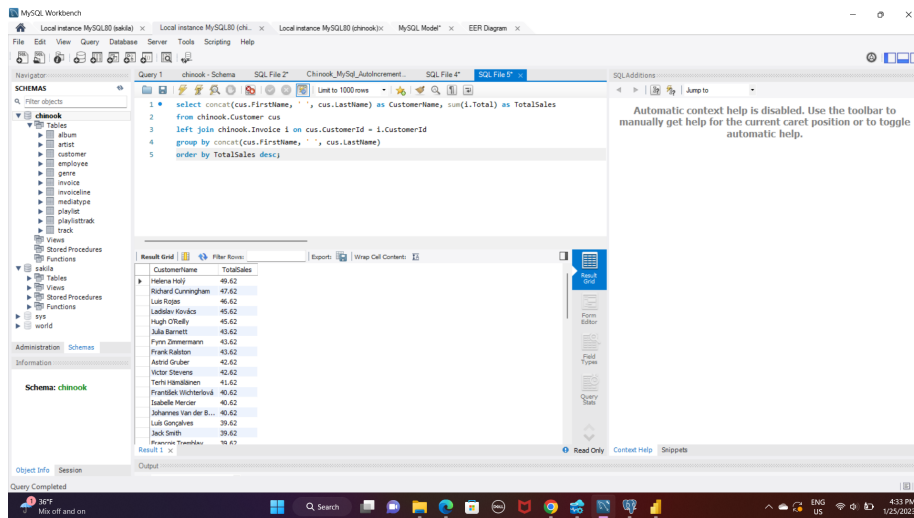 MySQL Workbench
Local instance MySQL80 (sakila) × Local instance MySQL80 (chi... × Local instance MySQL80 (chinook) × MySQL Model* × EER Diagram ×
File Edit View Query Database Server Tools Scripting Help
Navigator
SCHEMAS
Filter objects
chinook
Tables
album
artist
customer
employee
genre
invoice
invoiceline
mediatype
playlist
playlisttrack
track
Views
Stored Procedures
Functions
sakila
Tables
Views
Stored Procedures
Functions
sys
world
Administration Schemas
Information
Schema: chinook
Object Info Session
Query 1 chinook - Schema SQL File 2* Chinook_MySql_AutoIncrement... SQL File 4* SQL File 5* ×
Limit to 1000 rows
1 select concat(cus.FirstName, ' ', cus.LastName) as CustomerName, sum(i.Total) as TotalSales
2 from chinook.Customer cus
3 left join chinook.Invoice i on cus.CustomerId = i.CustomerId
4 group by concat(cus.FirstName, ' ', cus.LastName)
5 order by TotalSales desc;
Result Grid Filter Rows: Export: Wrap Cell Content:
CustomerName TotalSales
Helena Holý 49.62
Richard Cunningham 47.62
Luis Rojas 46.62
Ladislav Kovács 45.62
Hugh O'Reilly 45.62
Julia Barnett 43.62
Fynn Zimmermann 43.62
Frank Ralston 43.62
Astrid Gruber 42.62
Victor Stevens 42.62
Terhi Hämäläinen 41.62
František Wichterlová 40.62
Isabelle Mercier 40.62
Johannes Van der B... 40.62
Luís Gonçalves 39.62
Jack Smith 39.62
François Tremblay 39.62
Result Grid
Form Editor
Field Types
Query Stats
Result 1 × Read Only
Output
SQLAdditions
Jump to
Automatic context help is disabled. Use the toolbar to
manually get help for the current caret position or to toggle
automatic help.
Context Help Snippets
Query Completed
1
36°F
Mix off and on
Search
ENG
US
4:33 PM
1/25/2023